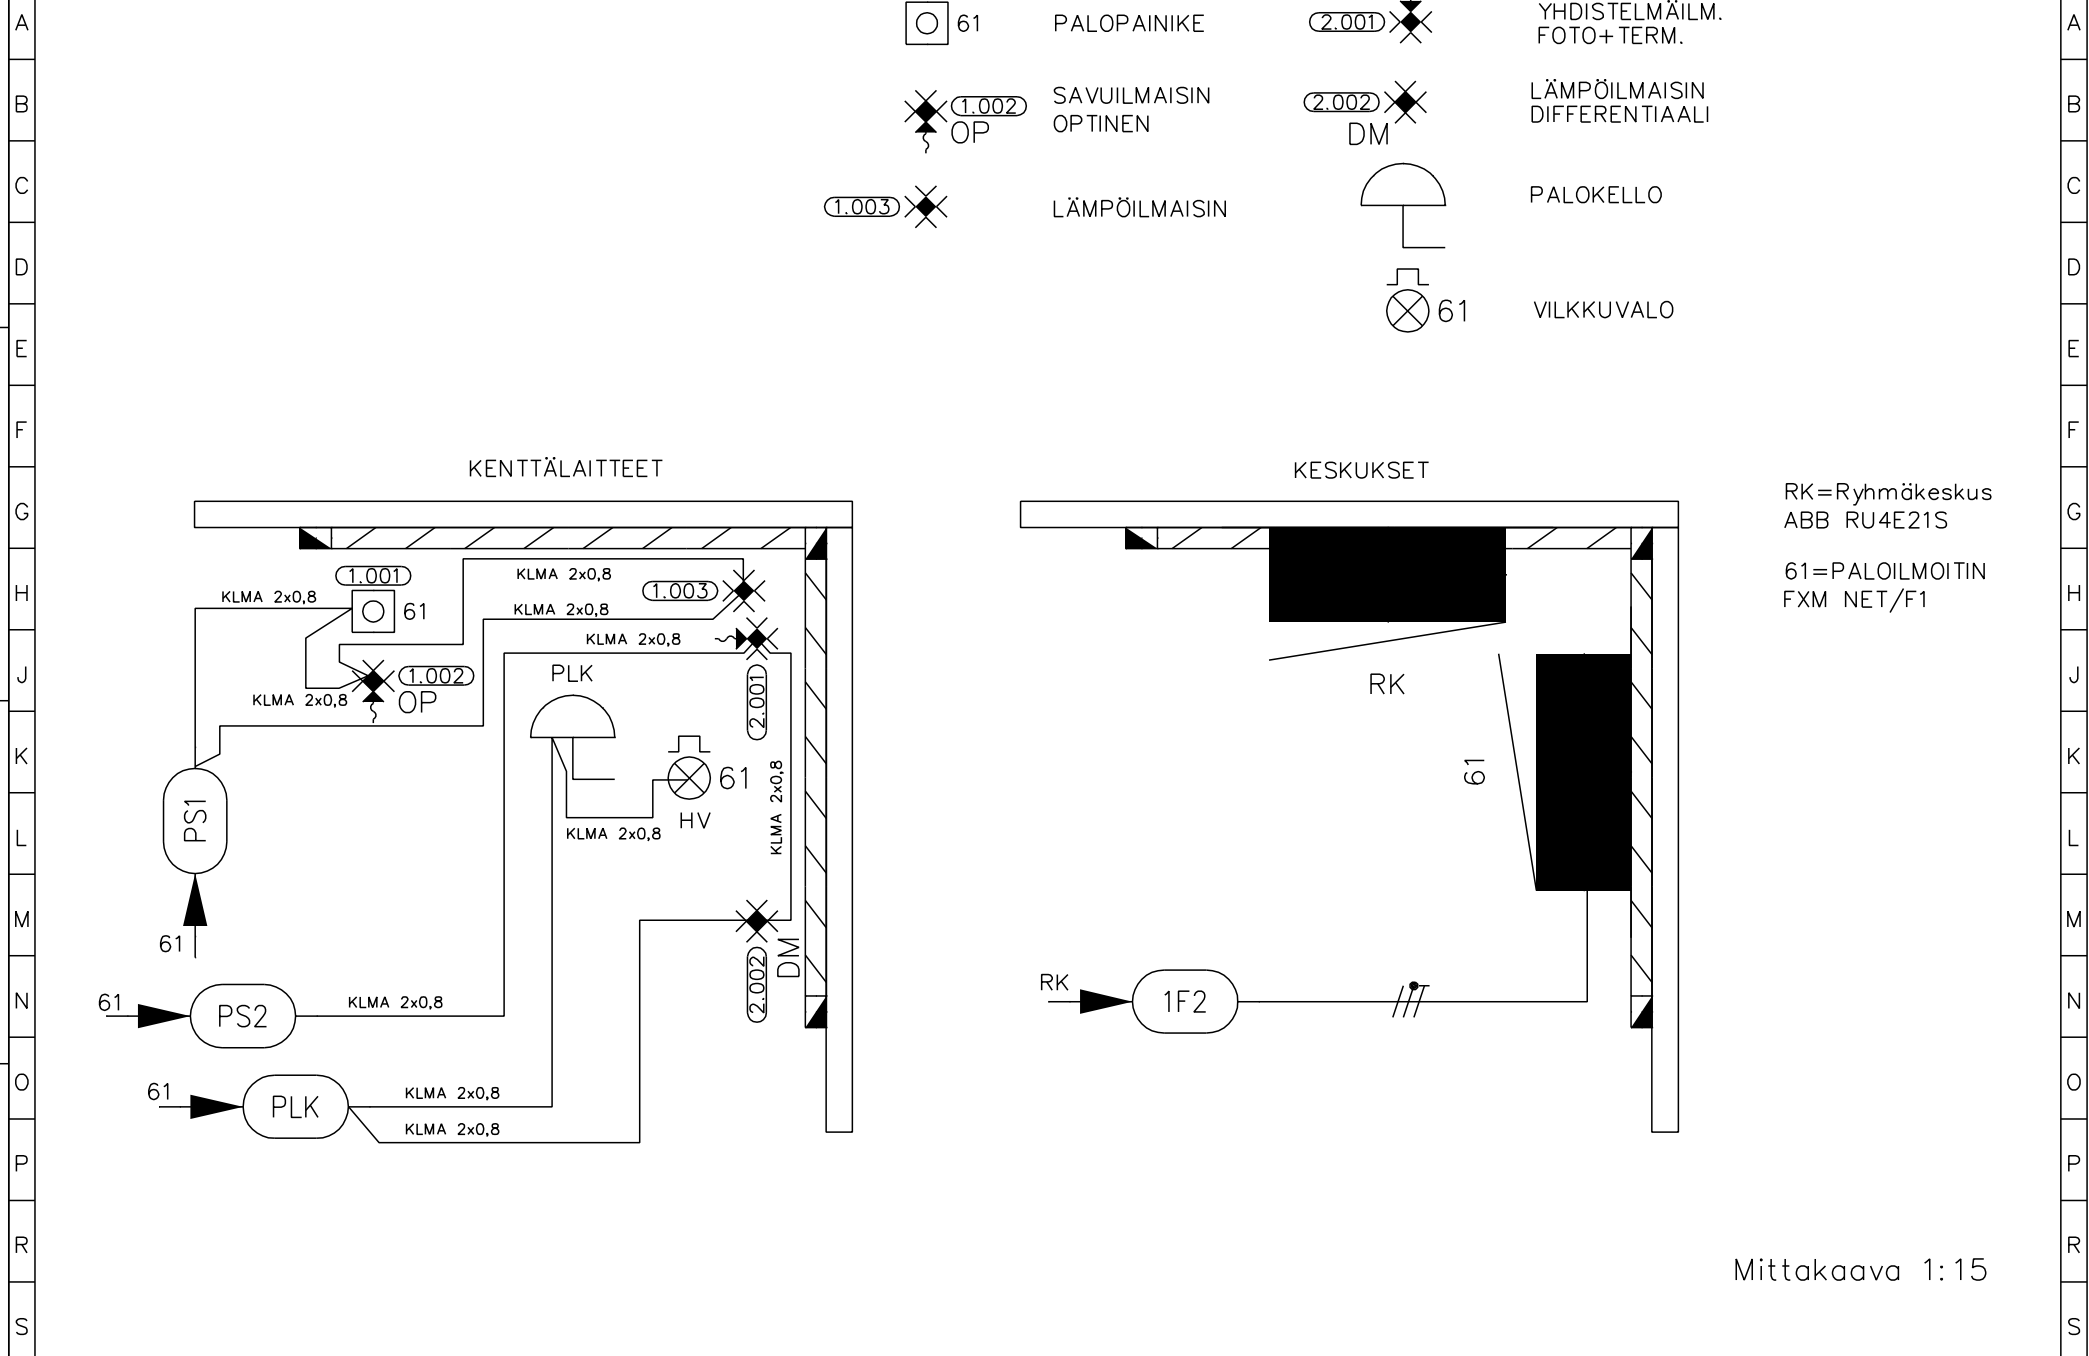 A
61 PALOPAINIKE
2.001
YHDISTELMÄILM.
FOTO+TERM.
A
B
1.002
OP
SAVUILMAISIN
OPTINEN
2.002
DM
LÄMPÖILMAISIN
DIFFERENTIAALI
B
C
1.003
LÄMPÖILMAISIN
PALOKELLO
C
D
D
61 VILKKUVALO
E
E
F
F
KENTTÄLAITTEET
KESKUKSET
G
RK=Ryhmäkeskus
ABB RU4E21S
G
H
61=PALOILMOITIN
FXM NET/F1
H
1.001
61
KLMA 2x0,8
KLMA 2x0,8
KLMA 2x0,8
1.003
KLMA 2x0,8
J
1.002
OP
KLMA 2x0,8
PLK
2.001
RK
J
K
61
HV
KLMA 2x0,8
KLMA 2x0,8
61
K
L
PS1
L
M
61
2.002
DM
M
N
61
PS2
KLMA 2x0,8
RK
1F2
N
O
61
PLK
KLMA 2x0,8
KLMA 2x0,8
O
P
P
R
Mittakaava 1:15
R
S
S